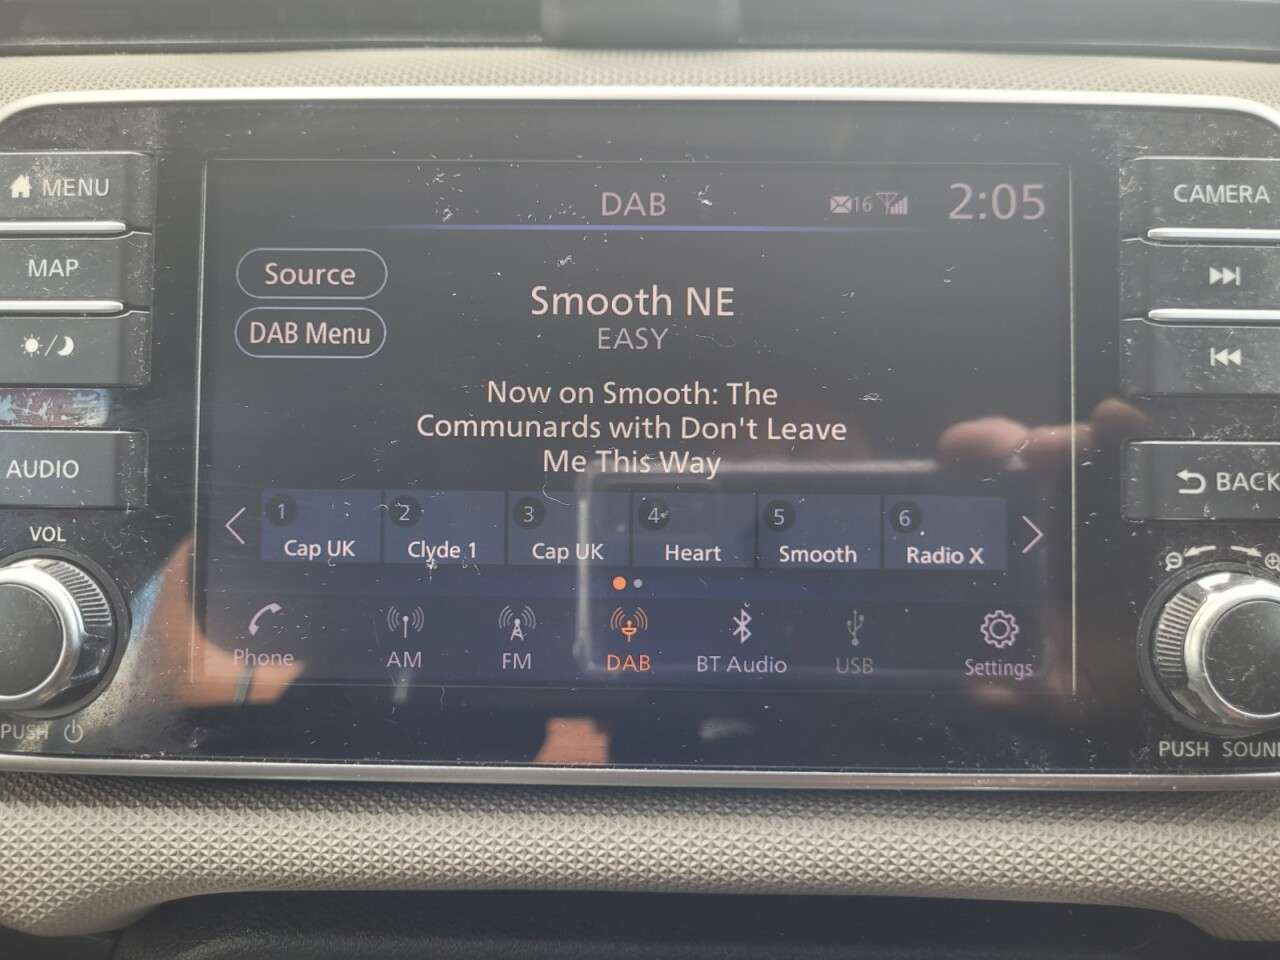 MENU
MAP
AUDIO
VOL
PUSH
DAB
16
2:05
Source
DAB Menu
Smooth NE
EASY
Now on Smooth: The
Communards with Don't Leave
Me This Way
1 2 3 4 5 6
Cap UK Clyde 1 Cap UK Heart Smooth Radio X
Phone AM FM DAB BT Audio USB Settings
CAMERA
BACK
PUSH SOUND